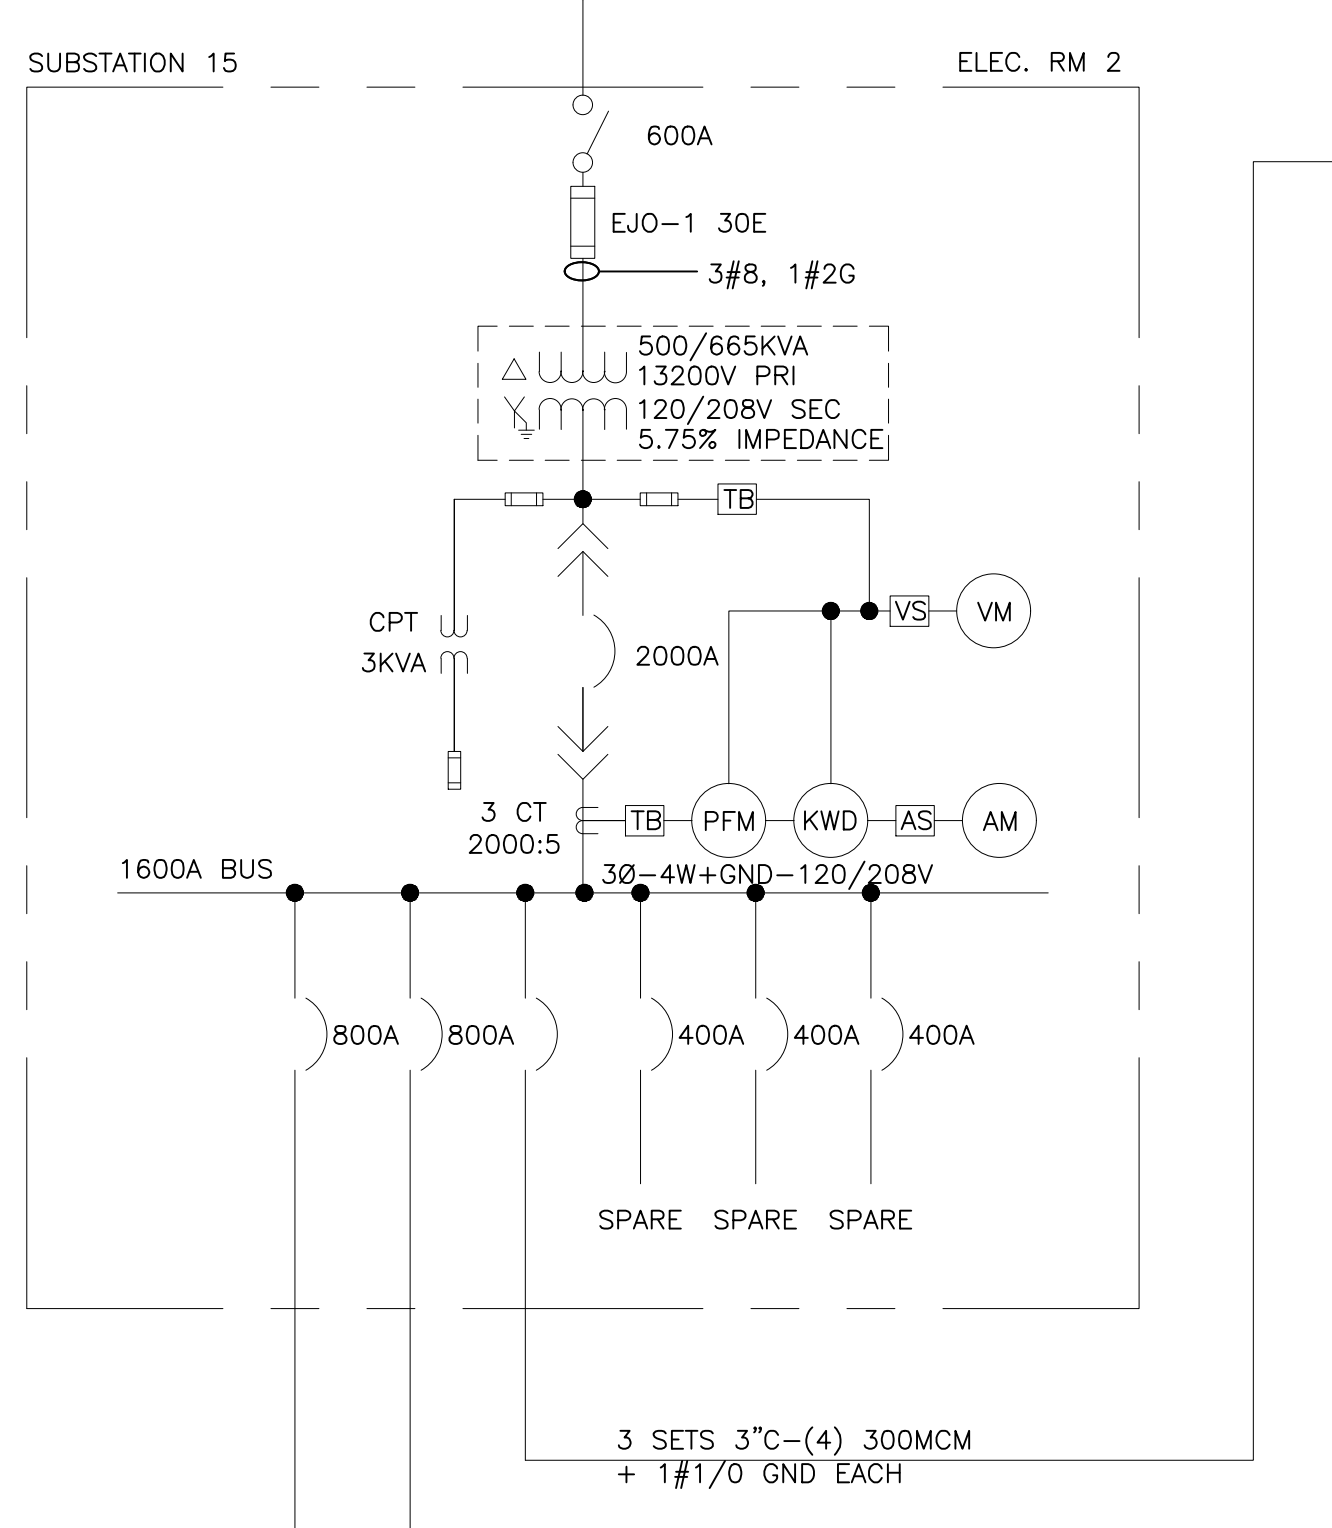 SUBSTATION 15
ELEC. RM 2
600A
EJO-1 30E
3#8, 1#2G
500/665KVA
13200V PRI
120/208V SEC
5.75% IMPEDANCE
TB
CPT
3KVA
2000A
VS
VM
3 CT
2000:5
TB
PFM
KWD
AS
AM
1600A BUS
3Ø-4W+GND-120/208V
800A
800A
400A
400A
400A
SPARE
SPARE
SPARE
3 SETS 3"C-(4) 300MCM
+ 1#1/0 GND EACH